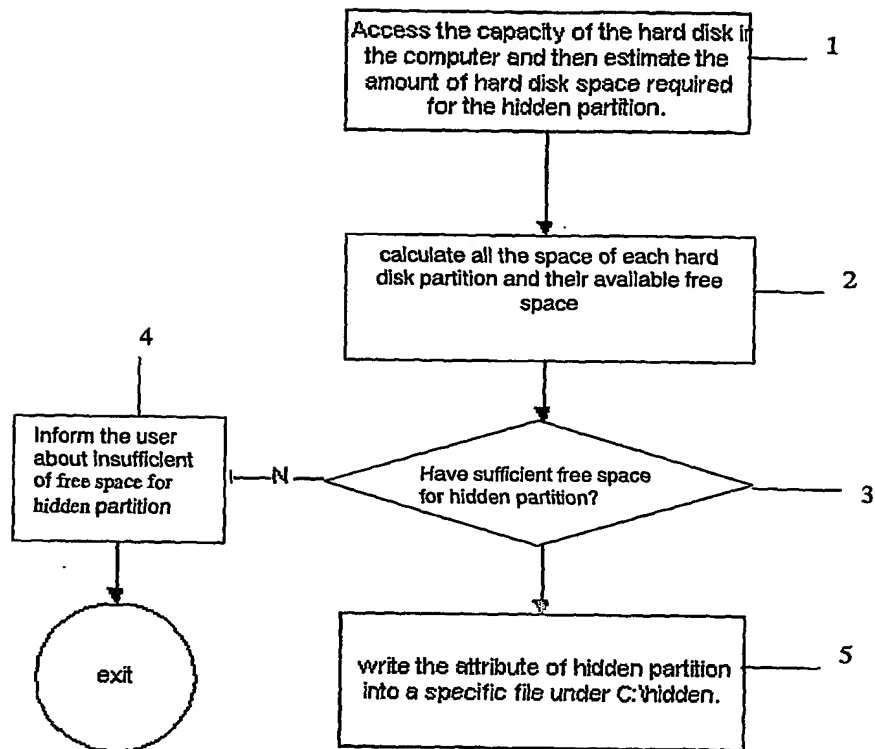 Access the capacity of the hard disk in
the computer and then estimate the
amount of hard disk space required
for the hidden partition.
1
calculate all the space of each hard
disk partition and their available free
space
2
4
Inform the user
about insufficient
of free space for
hidden partition
N
Have sufficient free space
for hidden partition?
3
exit
write the attribute of hidden partition
into a specific file under C:\hidden.
5